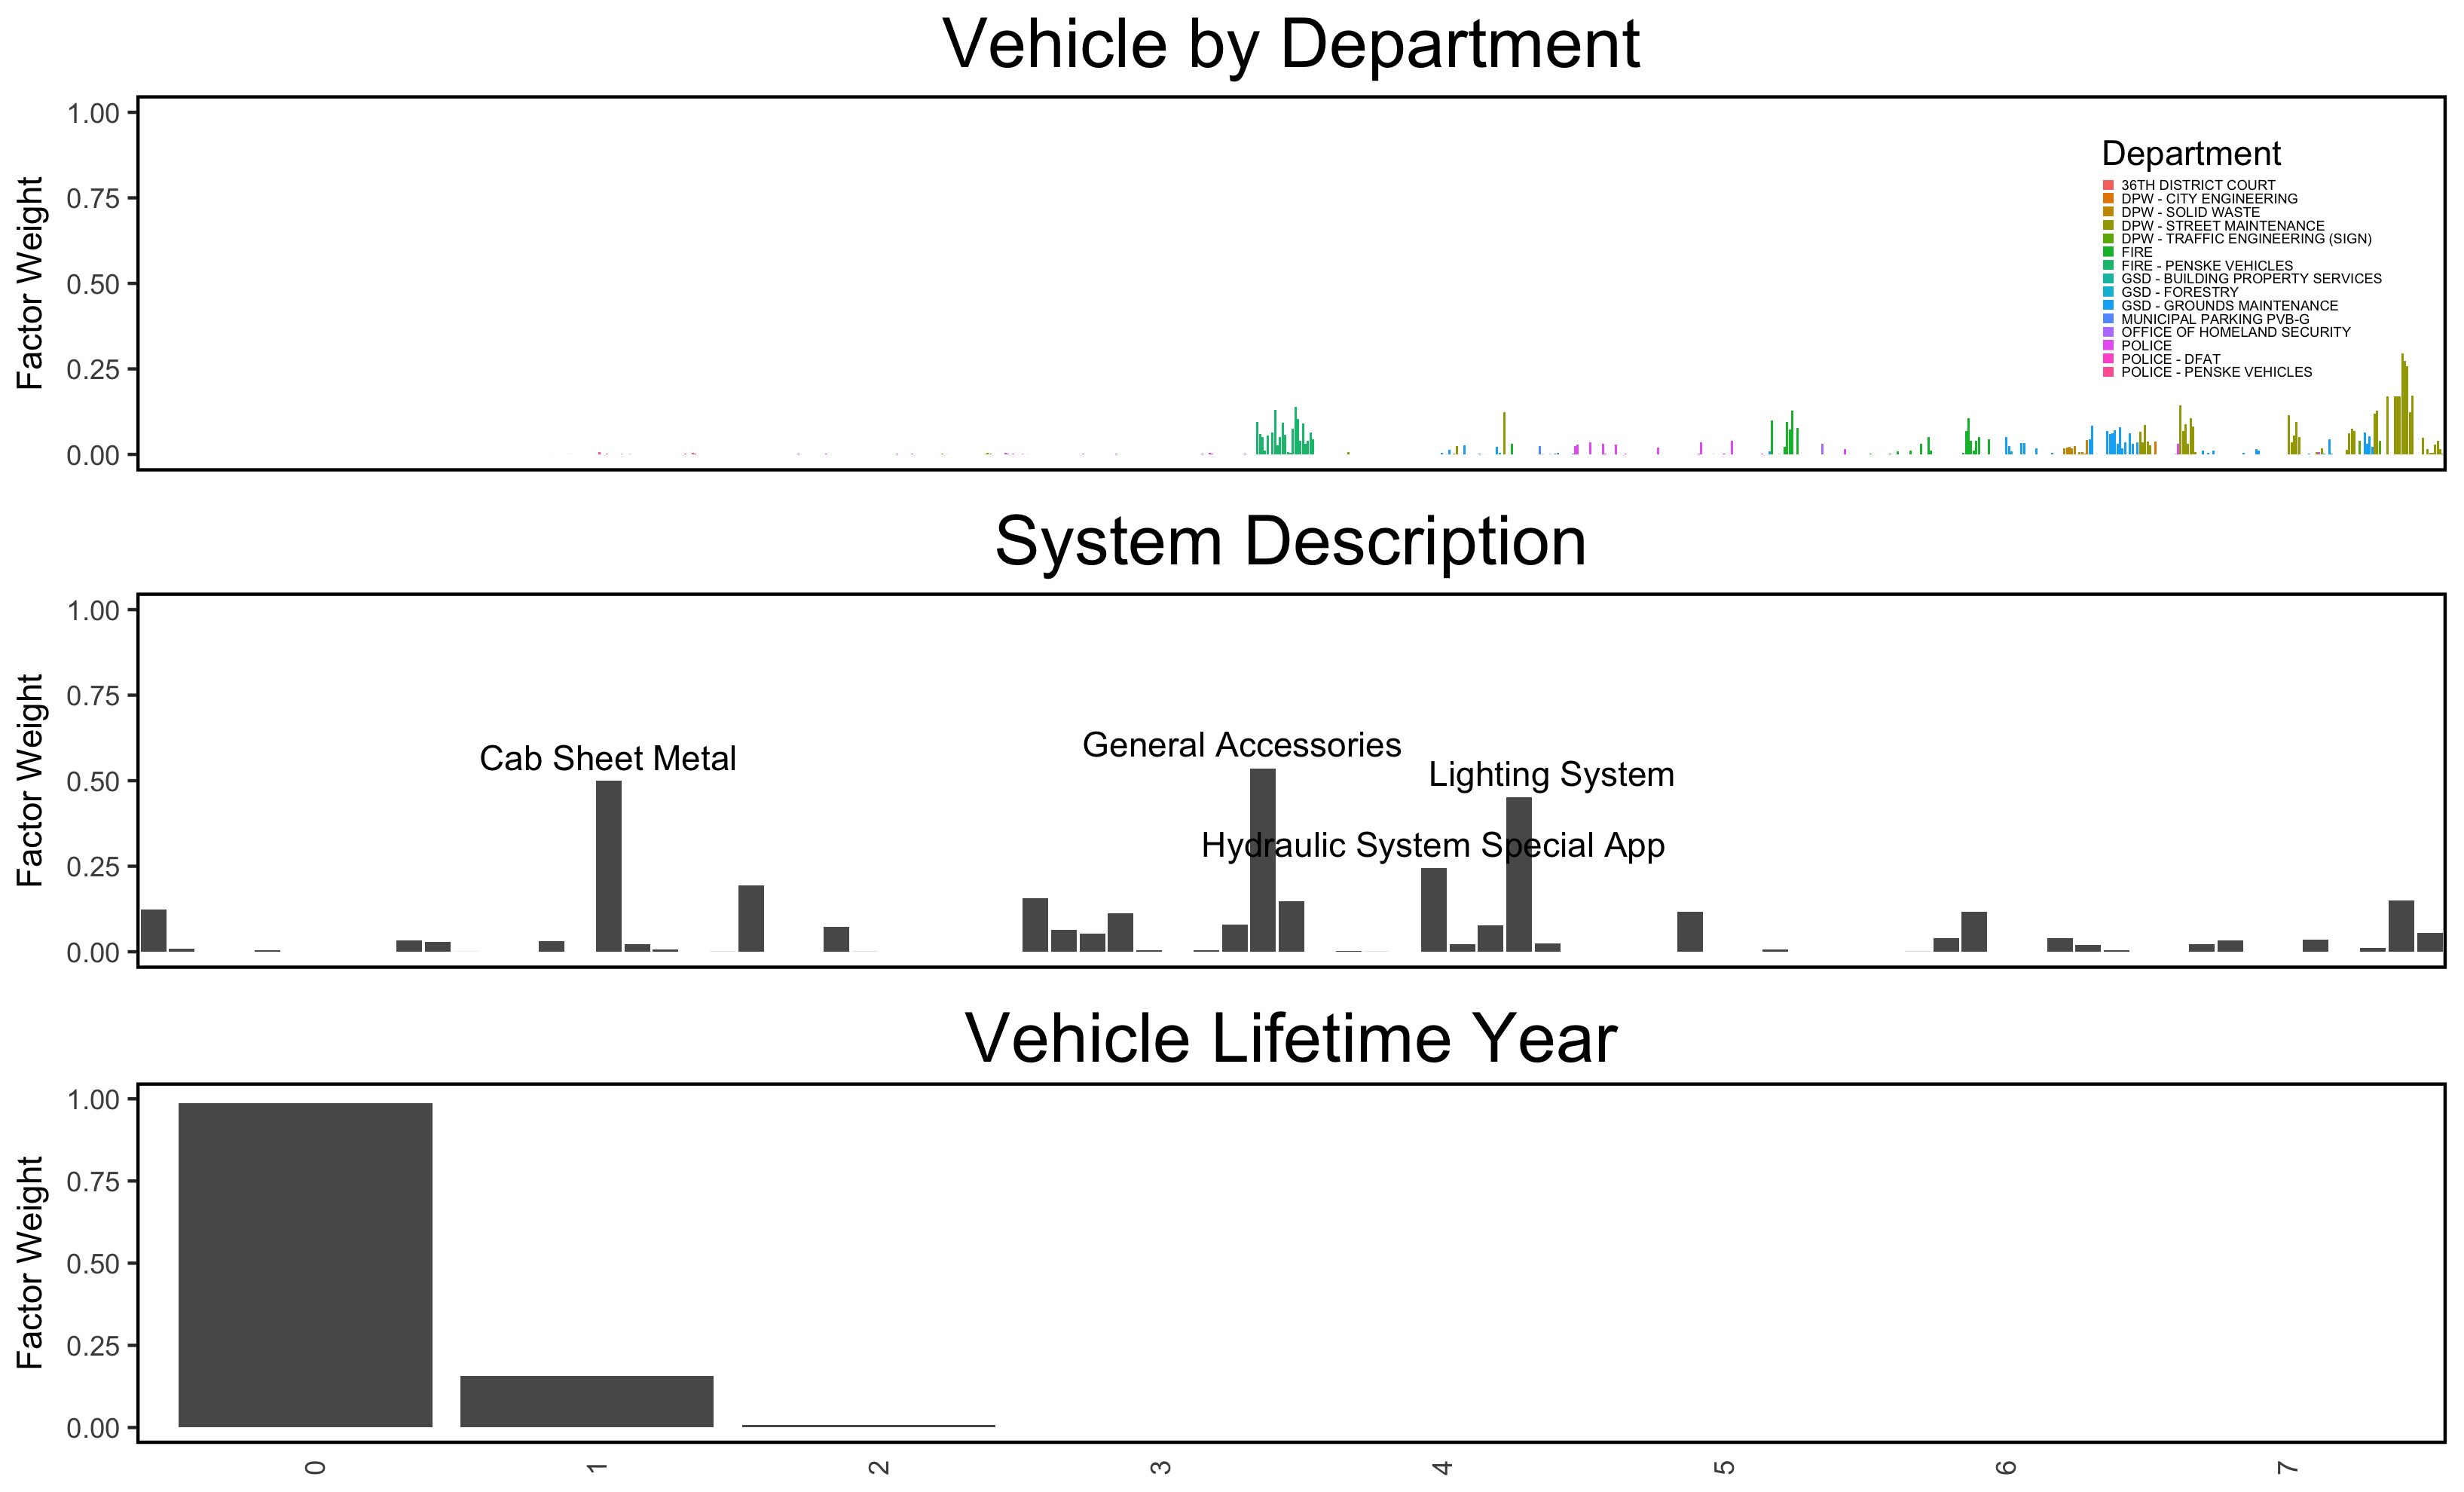 Vehicle by Department
Factor Weight
1.00
0.75
0.50
0.25
0.00
Department
36TH DISTRICT COURT
DPW - CITY ENGINEERING
DPW - SOLID WASTE
DPW - STREET MAINTENANCE
DPW - TRAFFIC ENGINEERING (SIGN)
FIRE
FIRE - PENSKE VEHICLES
GSD - BUILDING PROPERTY SERVICES
GSD - FORESTRY
GSD - GROUNDS MAINTENANCE
MUNICIPAL PARKING PVB-G
OFFICE OF HOMELAND SECURITY
POLICE
POLICE - DFAT
POLICE - PENSKE VEHICLES
System Description
Factor Weight
1.00
0.75
0.50
0.25
0.00
Cab Sheet Metal
General Accessories
Lighting System
Hydraulic System Special App
Vehicle Lifetime Year
Factor Weight
1.00
0.75
0.50
0.25
0.00
0 1 2 3 4 5 6 7